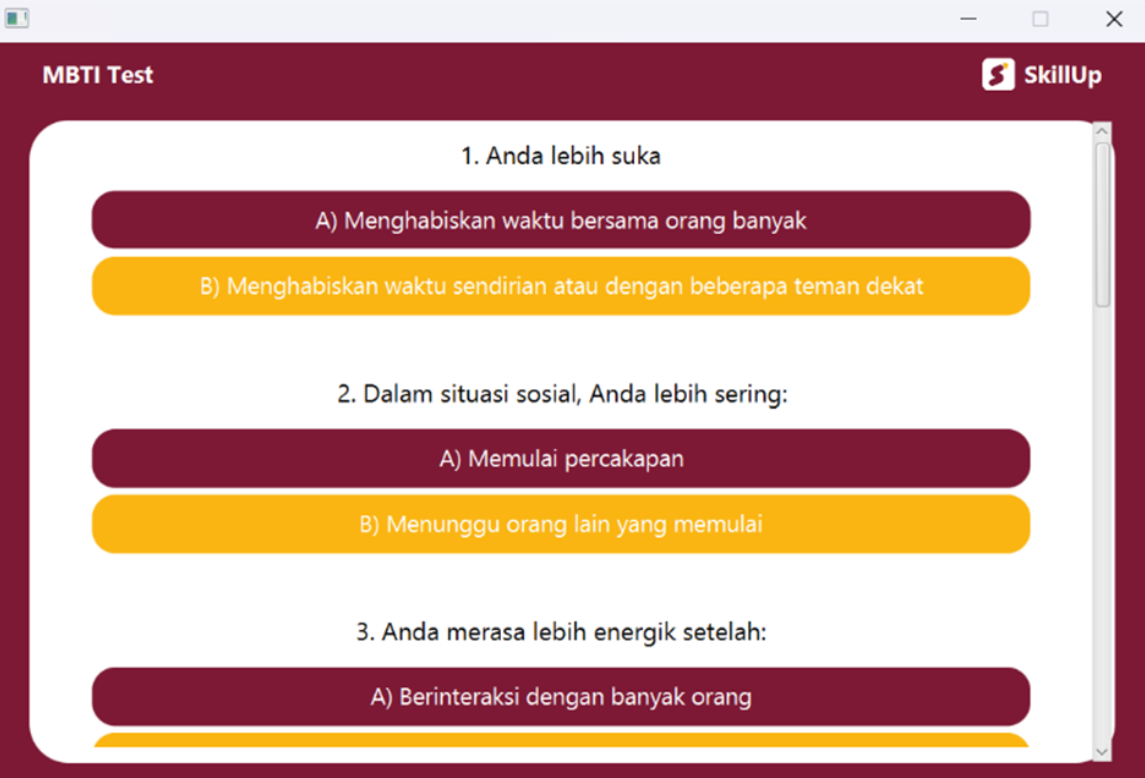 MBTI Test
SkillUp
1. Anda lebih suka
A) Menghabiskan waktu bersama orang banyak
B) Menghabiskan waktu sendirian atau dengan beberapa teman dekat
2. Dalam situasi sosial, Anda lebih sering:
A) Memulai percakapan
B) Menunggu orang lain yang memulai
3. Anda merasa lebih energik setelah:
A) Berinteraksi dengan banyak orang